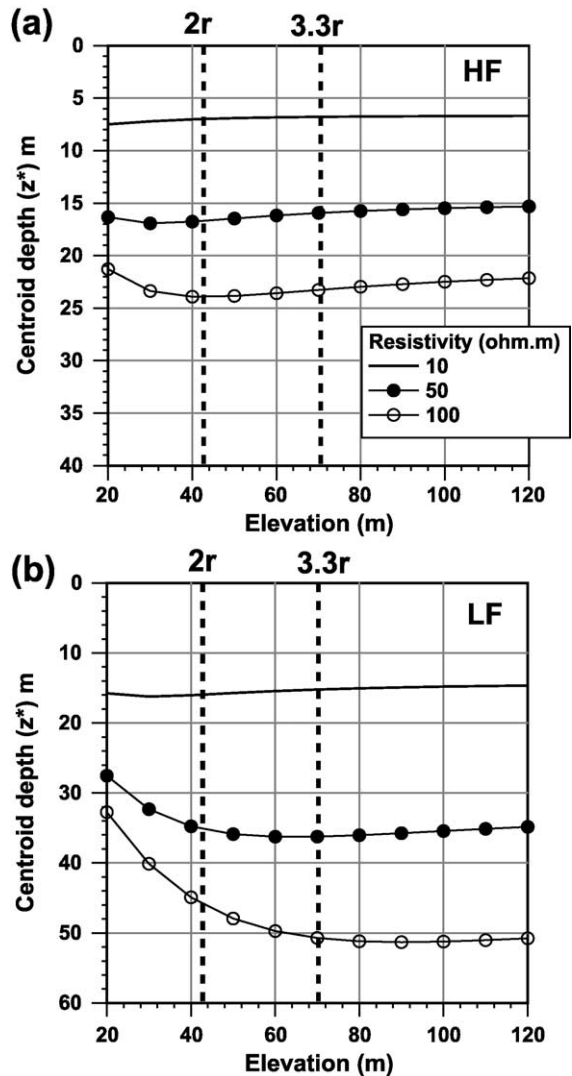 (a)
2r 3.3r
HF
0
5
10
15
20
25
30
35
40
Centroid depth (z*) m
Resistivity (ohm.m)
10
50
100
20 40 60 80 100 120
Elevation (m)
(b)
2r 3.3r
LF
0
10
20
30
40
50
60
Centroid depth (z*) m
20 40 60 80 100 120
Elevation (m)